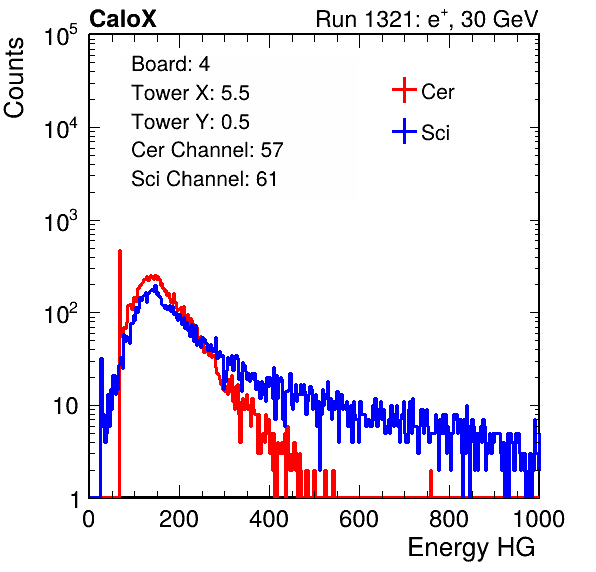 CaloX Run 1321: e⁺, 30 GeV
Counts
Board: 4
Tower X: 5.5
Tower Y: 0.5
Cer Channel: 57
Sci Channel: 61
Cer
Sci
10⁵
10⁴
10³
10²
10
1
0 200 400 600 800 1000
Energy HG